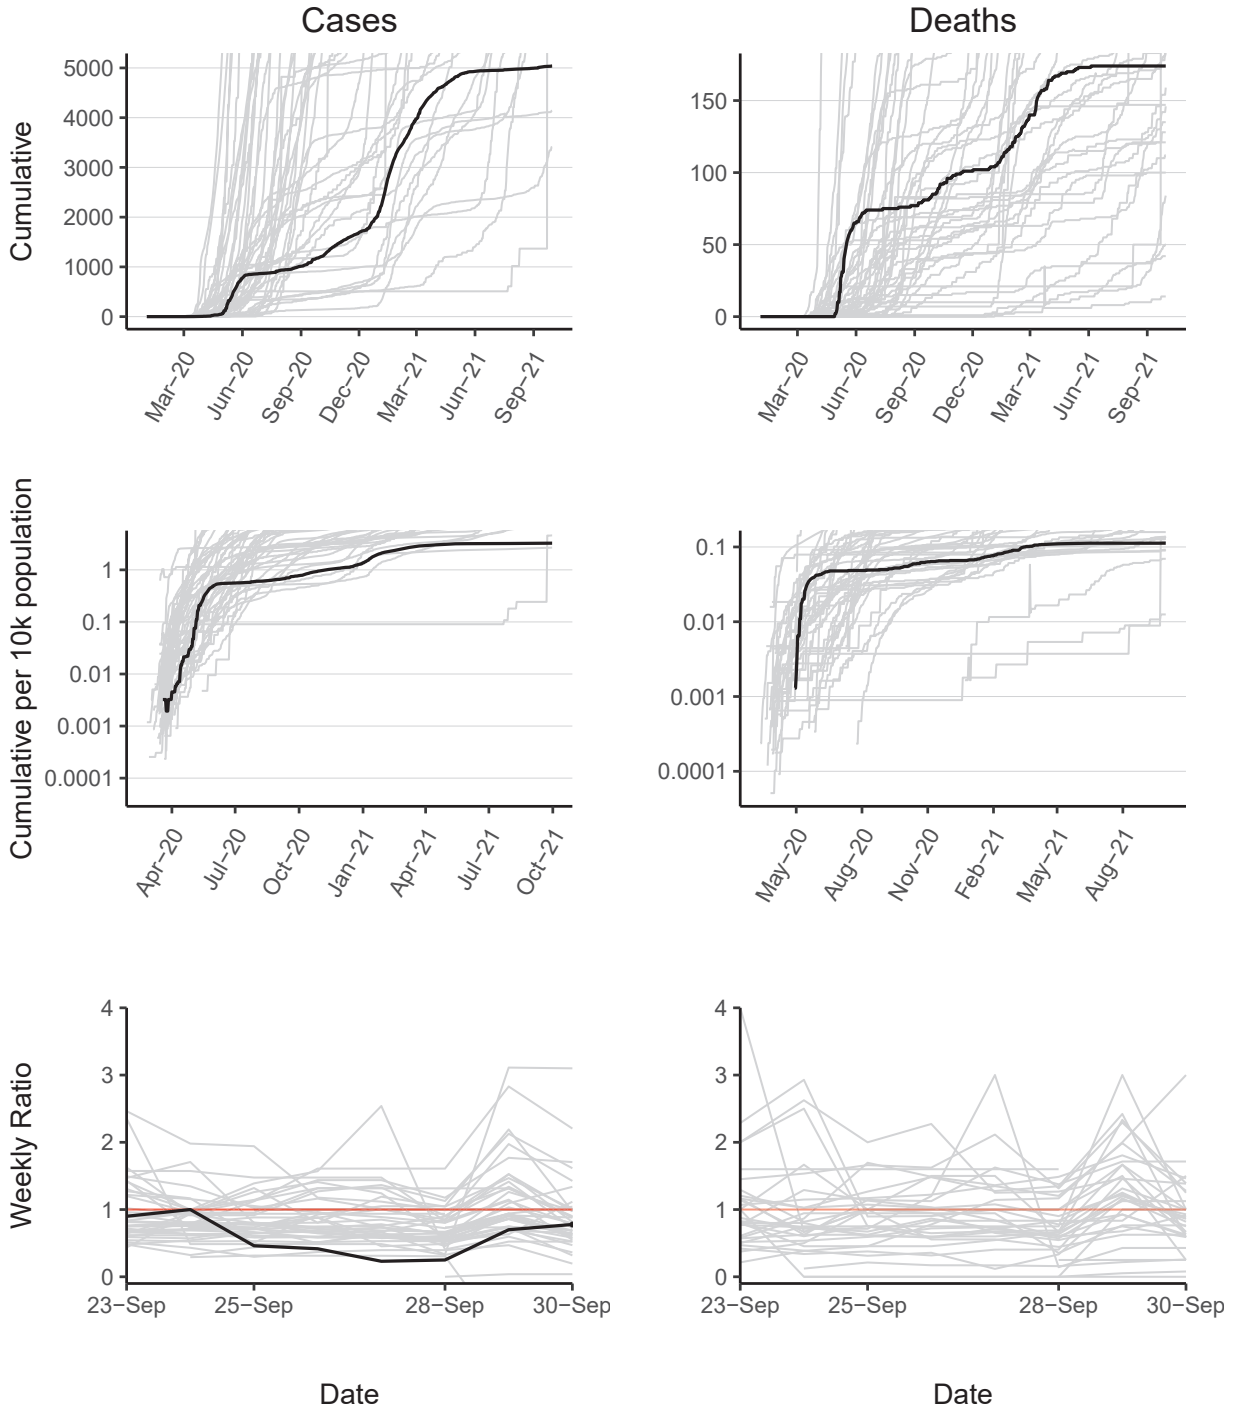 Cases
Deaths
Cumulative
5000
4000
3000
2000
1000
0
Mar−20
Jun−20
Sep−20
Dec−20
Mar−21
Jun−21
Sep−21
150
100
50
0
Mar−20
Jun−20
Sep−20
Dec−20
Mar−21
Jun−21
Sep−21
Cumulative per 10k population
1
0.1
0.01
0.001
0.0001
Apr−20
Jul−20
Oct−20
Jan−21
Apr−21
Jul−21
Oct−21
0.1
0.01
0.001
0.0001
May−20
Aug−20
Nov−20
Feb−21
May−21
Aug−21
Weekly Ratio
4
3
2
1
0
23−Sep
25−Sep
28−Sep
30−Sep
4
3
2
1
0
23−Sep
25−Sep
28−Sep
30−Sep
Date
Date